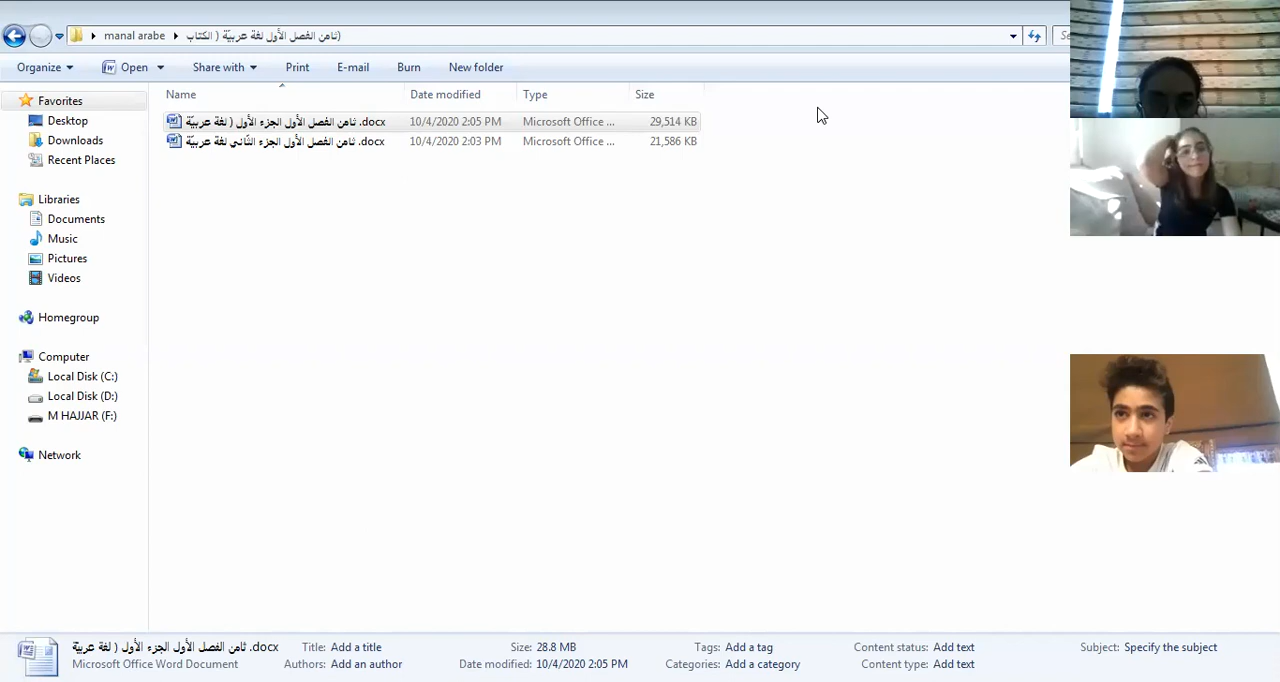 manal arabe ثامن الفصل الأول لغة عربيّة ( الكتاب)
Organize Open Share with Print E-mail Burn New folder
Name Date modified Type Size
Favorites
Desktop
Downloads
Recent Places
Libraries
Documents
Music
Pictures
Videos
Homegroup
Computer
Local Disk (C:)
Local Disk (D:)
M HAJJAR (F:)
Network
ثامن الفصل الأول الجزء الأول ( لغة عربيّة .docx 10/4/2020 2:05 PM Microsoft Office ... 29,514 KB
ثامن الفصل الأول الجزء الثّاني لغة عربيّة .docx 10/4/2020 2:03 PM Microsoft Office ... 21,586 KB
ثامن الفصل الأول الجزء الأول ( لغة عربيّة .docx Title: Add a title Size: 28.8 MB Tags: Add a tag Content status: Add text Subject: Specify the subject
Microsoft Office Word Document Authors: Add an author Date modified: 10/4/2020 2:05 PM Categories: Add a category Content type: Add text